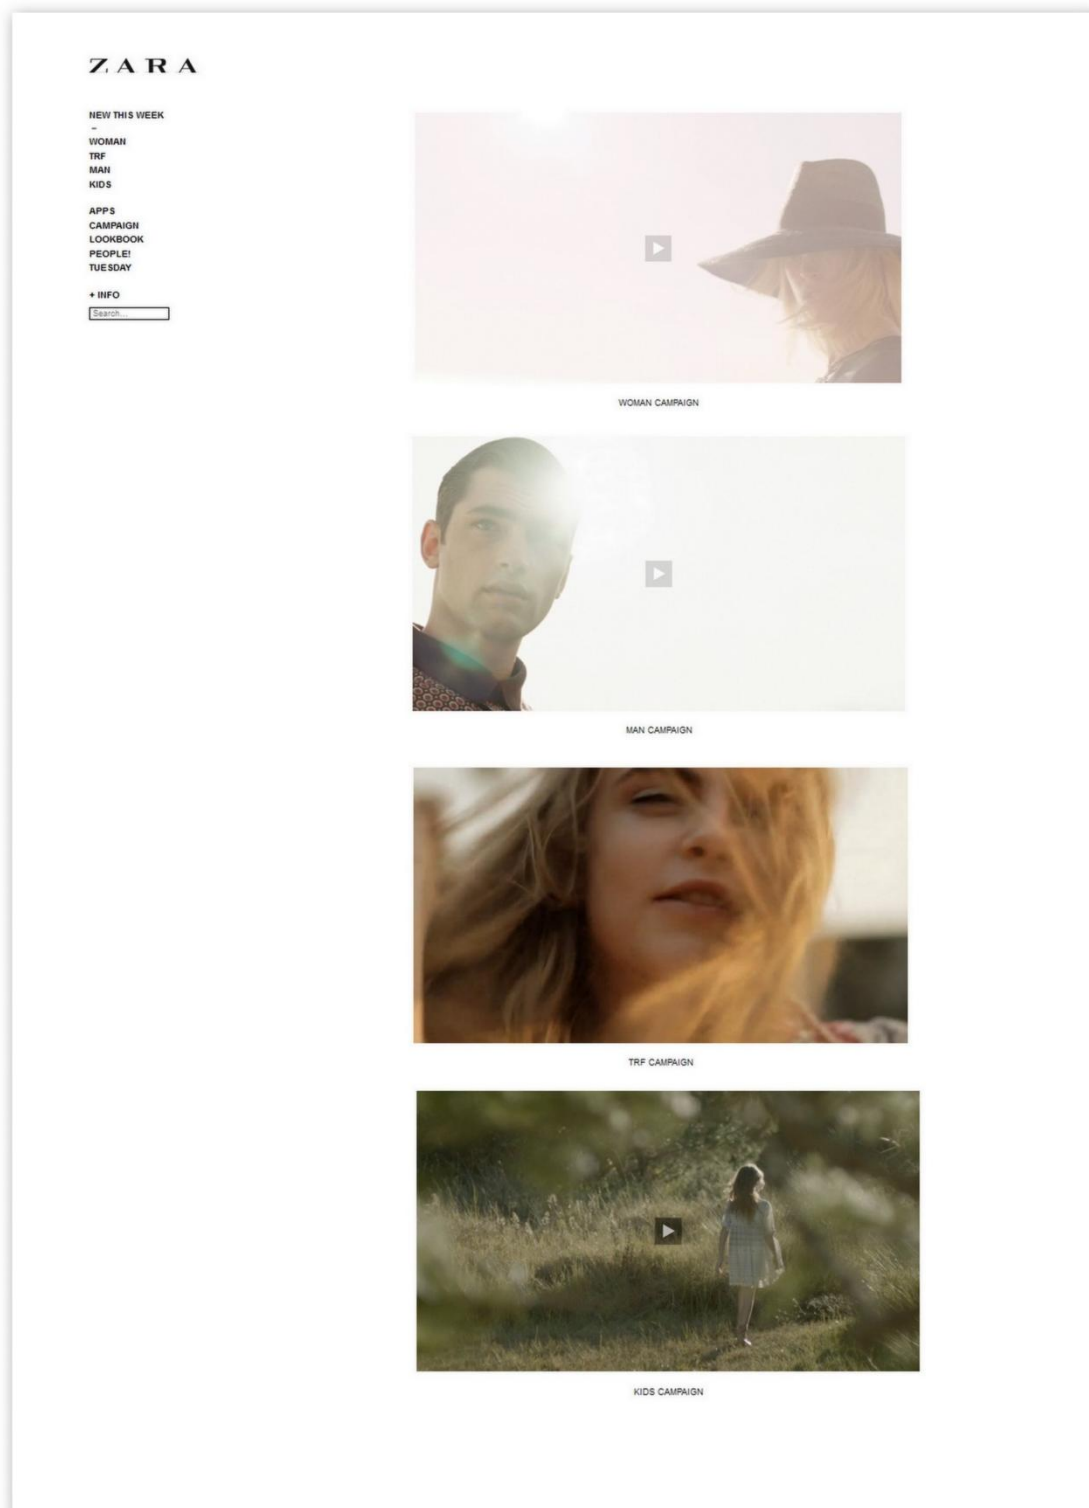 ZARA
NEW THIS WEEK
–
WOMAN
TRF
MAN
KIDS
APPS
CAMPAIGN
LOOKBOOK
PEOPLE!
TUESDAY
+ INFO
Search...
WOMAN CAMPAIGN
MAN CAMPAIGN
TRF CAMPAIGN
KIDS CAMPAIGN